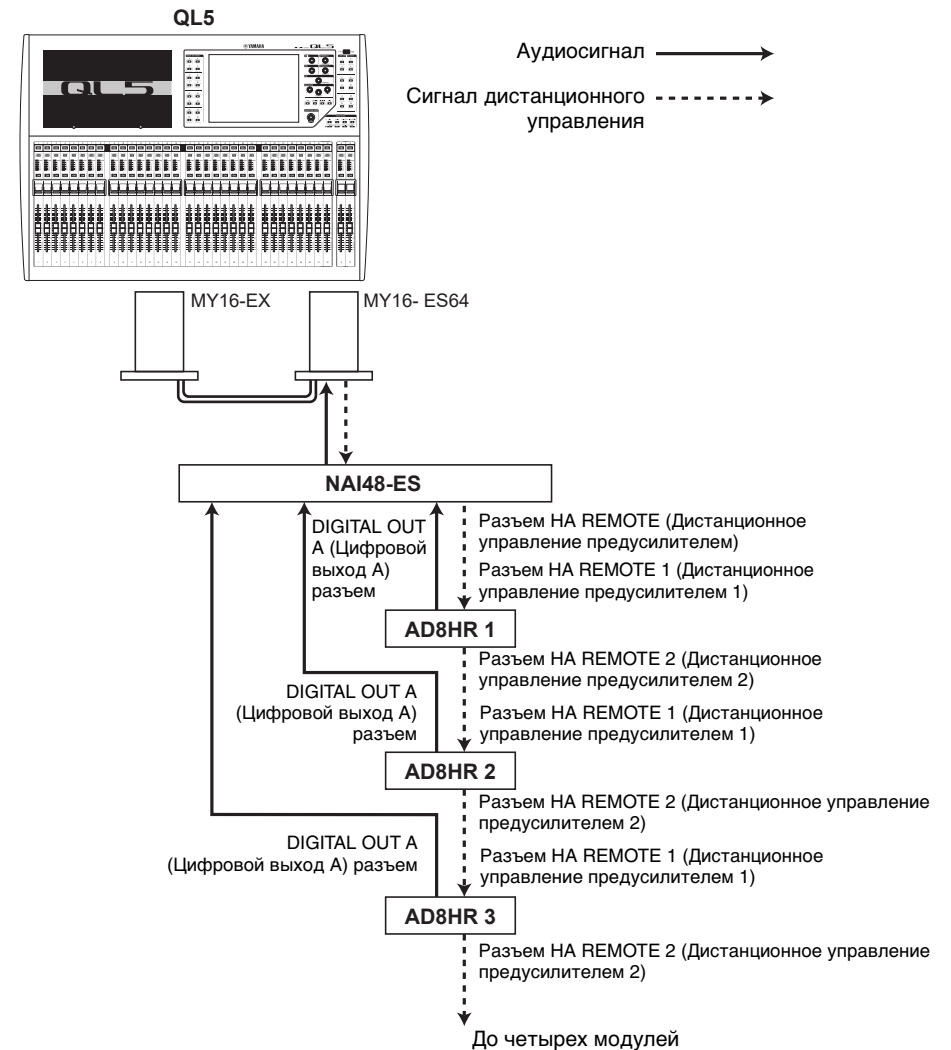 QL5
Аудиосигнал
Сигнал дистанционного
управления
YAMAHA
QL5
QL5
MY16-EX
MY16- ES64
NAI48-ES
DIGITAL OUT
A (Цифровой
выход A)
разъем
Разъем HA REMOTE (Дистанционное
управление предусилителем)
Разъем HA REMOTE 1 (Дистанционное
управление предусилителем 1)
AD8HR 1
Разъем HA REMOTE 2 (Дистанционное
управление предусилителем 2)
DIGITAL OUT A
(Цифровой выход A)
разъем
Разъем HA REMOTE 1 (Дистанционное
управление предусилителем 1)
AD8HR 2
Разъем HA REMOTE 2 (Дистанционное управление
предусилителем 2)
DIGITAL OUT A
(Цифровой выход A) разъем
Разъем HA REMOTE 1 (Дистанционное
управление предусилителем 1)
AD8HR 3
Разъем HA REMOTE 2 (Дистанционное управление
предусилителем 2)
До четырех модулей